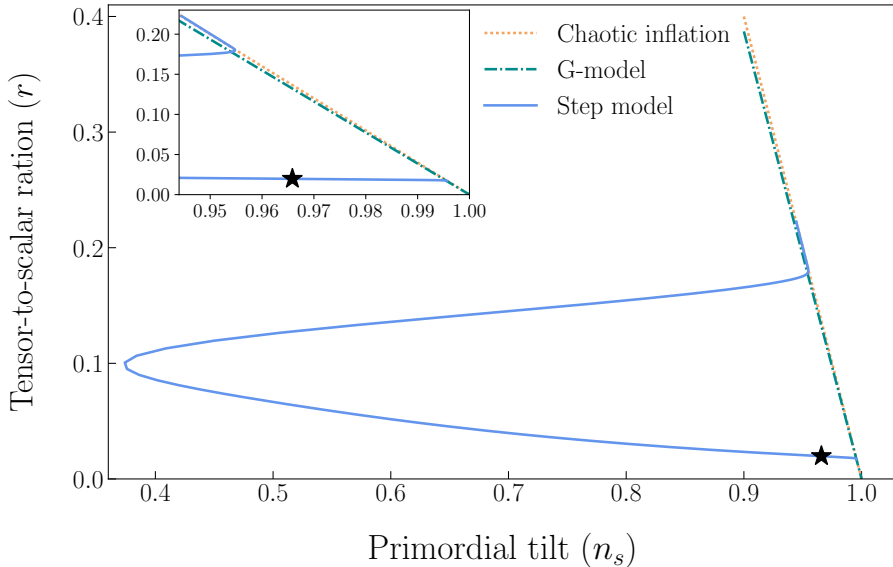 Tensor-to-scalar ration (r)
0.4
0.3
0.2
0.1
0.0
0.20
0.15
0.10
0.05
0.00
0.95 0.96 0.97 0.98 0.99 1.00
Chaotic inflation
G-model
Step model
0.4 0.5 0.6 0.7 0.8 0.9 1.0
Primordial tilt (n_s)